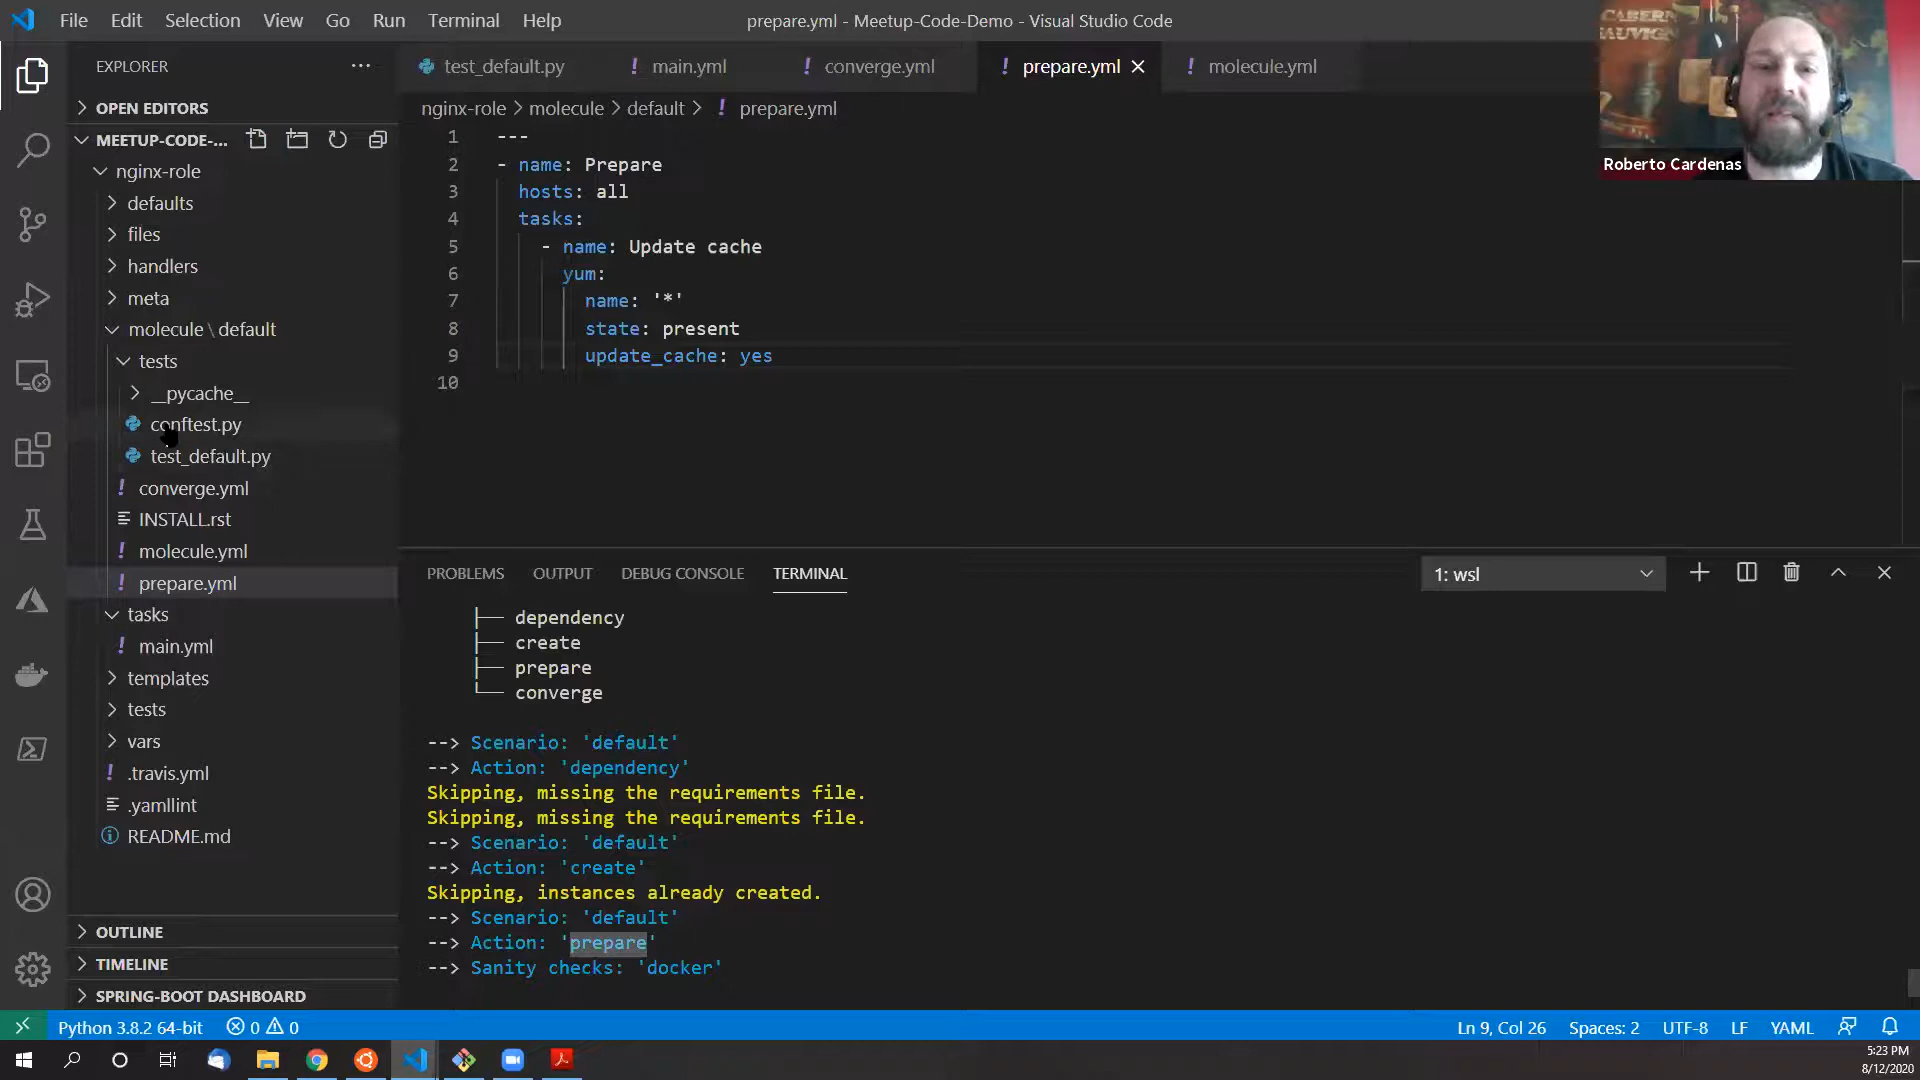 File Edit Selection View Go Run Terminal Help
prepare.yml - Meetup-Code-Demo - Visual Studio Code
EXPLORER
OPEN EDITORS
MEETUP-CODE-...
nginx-role
defaults
files
handlers
meta
molecule \ default
tests
__pycache__
conftest.py
test_default.py
converge.yml
INSTALL.rst
molecule.yml
prepare.yml
tasks
main.yml
templates
tests
vars
.travis.yml
.yamllint
README.md
OUTLINE
TIMELINE
SPRING-BOOT DASHBOARD
test_default.py
main.yml
converge.yml
prepare.yml
molecule.yml
nginx-role > molecule > default > ! prepare.yml
1 ---
2 - name: Prepare
3 hosts: all
4 tasks:
5 - name: Update cache
6 yum:
7 name: '*'
8 state: present
9 update_cache: yes
10
CABERN
SAUVIGN
Roberto Cardenas
PROBLEMS OUTPUT DEBUG CONSOLE TERMINAL
1: wsl
├── dependency
├── create
├── prepare
└── converge
--> Scenario: 'default'
--> Action: 'dependency'
Skipping, missing the requirements file.
Skipping, missing the requirements file.
--> Scenario: 'default'
--> Action: 'create'
Skipping, instances already created.
--> Scenario: 'default'
--> Action: 'prepare'
--> Sanity checks: 'docker'
Python 3.8.2 64-bit 0 0
Ln 9, Col 26 Spaces: 2 UTF-8 LF YAML
5:23 PM
8/12/2020